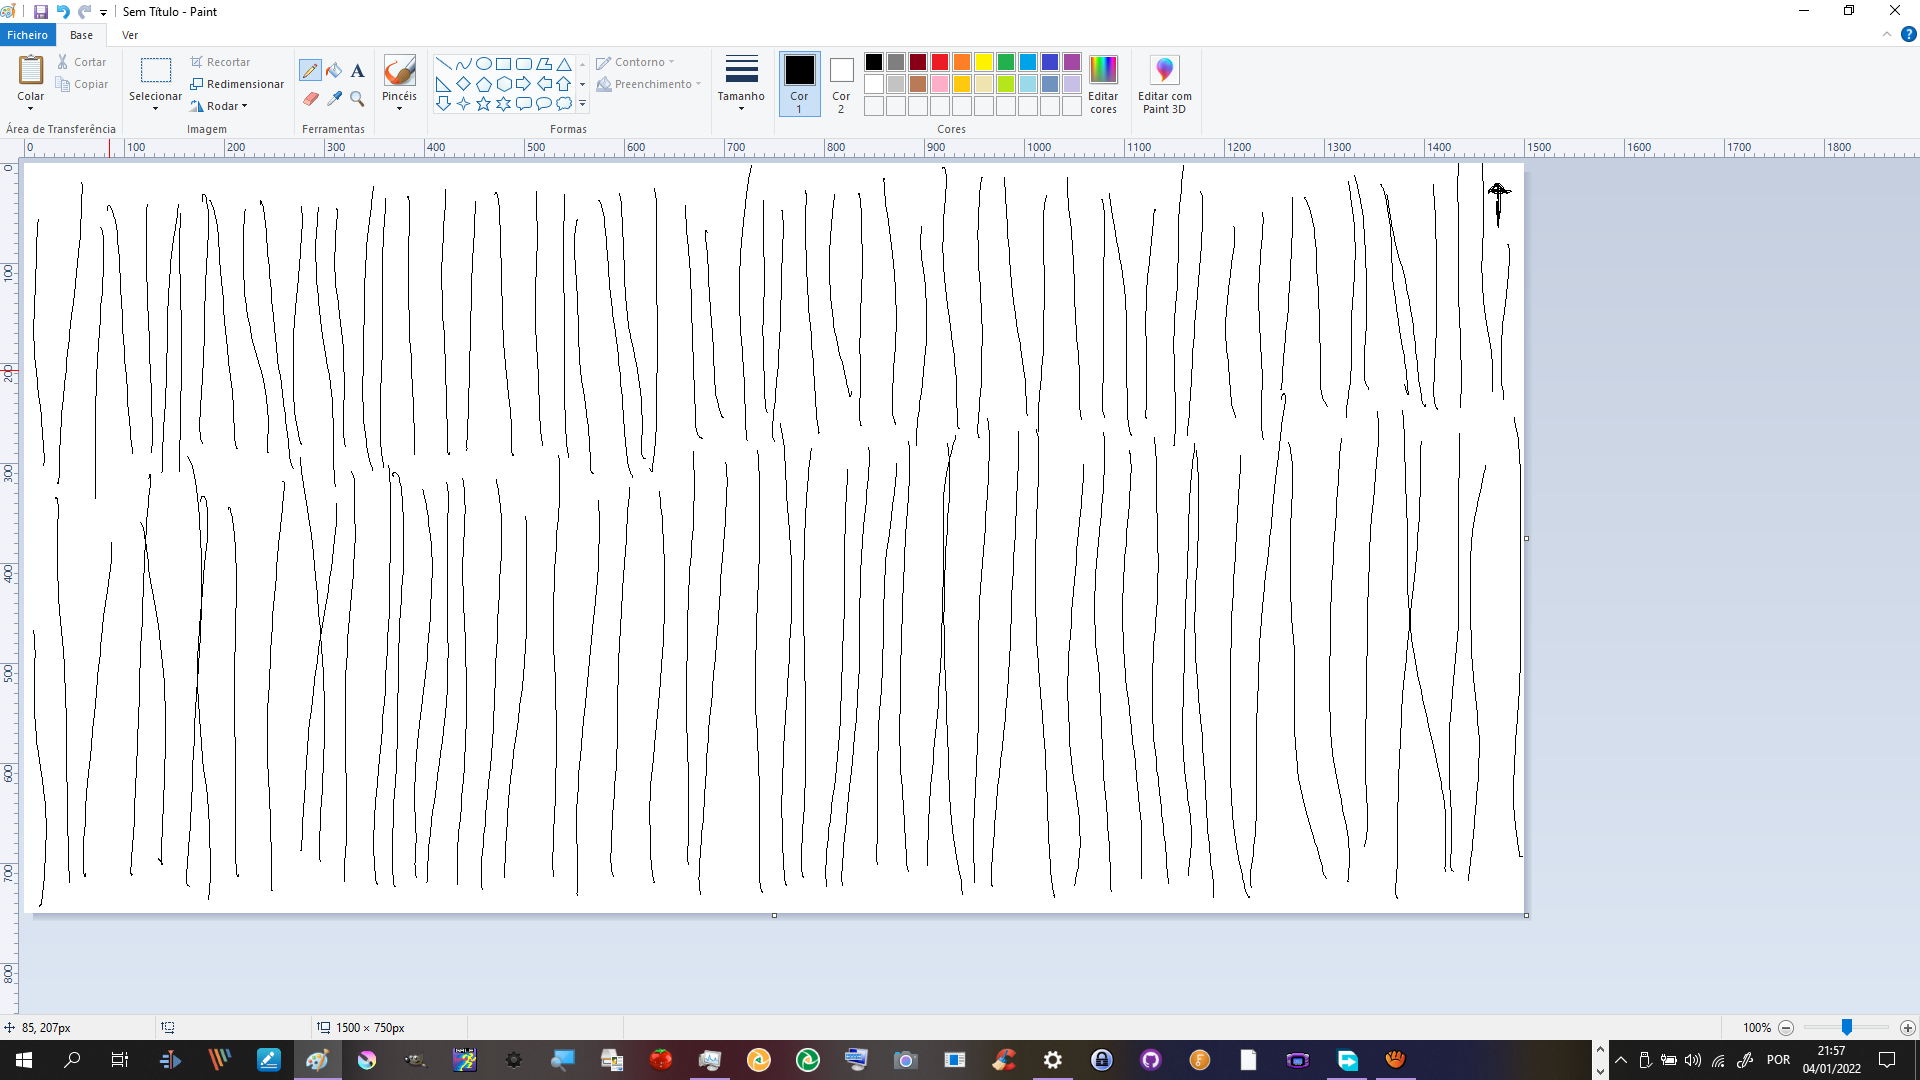 Sem Título - Paint
Ficheiro Base Ver
Colar
Cortar
Copiar
Área de Transferência
Selecionar
Recortar
Redimensionar
Rodar
Imagem
A
Ferramentas
Pincéis
Contorno
Preenchimento
Formas
Tamanho
Cor 1
Cor 2
Editar cores
Cores
Editar com Paint 3D
0 100 200 300 400 500 600 700 800 900 1000 1100 1200 1300 1400 1500 1600 1700 1800
0
100
200
300
400
500
600
700
800
85, 207px
1500 × 750px
100%
POR
21:57
04/01/2022